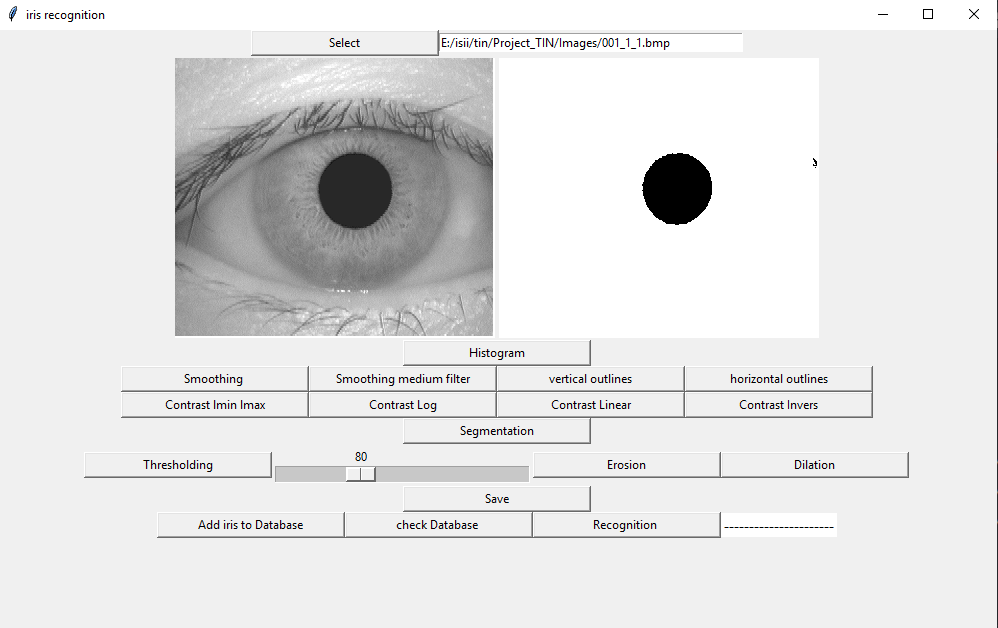 iris recognition
Select E:/isii/tin/Project_TIN/Images/001_1_1.bmp
Histogram
Smoothing Smoothing medium filter vertical outlines horizontal outlines
Contrast Imin Imax Contrast Log Contrast Linear Contrast Invers
Segmentation
80
Thresholding Erosion Dilation
Save
Add iris to Database check Database Recognition ----------------------